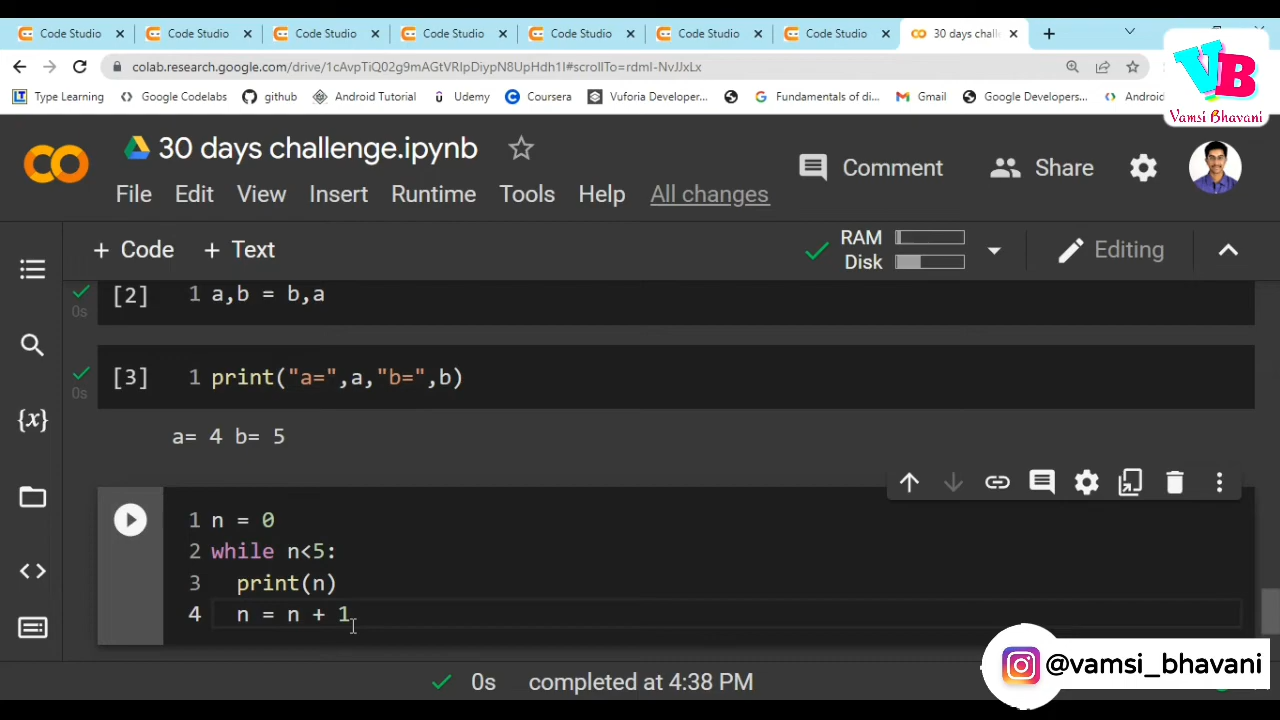 Code Studio
Code Studio
Code Studio
Code Studio
Code Studio
Code Studio
Code Studio
30 days chall
colab.research.google.com/drive/1cAvpTiQ02g9mAGtVRIpDiypN8UpHdh1I#scrollTo=rdmI-NvJJxLx
Type Learning
Google Codelabs
github
Android Tutorial
Udemy
Coursera
Vuforia Developer...
Fundamentals of di...
Gmail
Google Developers...
Android
VB
Vamsi Bhavani
30 days challenge.ipynb
Comment
Share
File Edit View Insert Runtime Tools Help All changes
+ Code + Text
RAM
Disk
Editing
[2] 1 a,b = b,a
0s
[3] 1 print("a=",a,"b=",b)
0s
a= 4 b= 5
{x}
1 n = 0
2 while n<5:
3 print(n)
4 n = n + 1
@vamsi_bhavani
0s completed at 4:38 PM